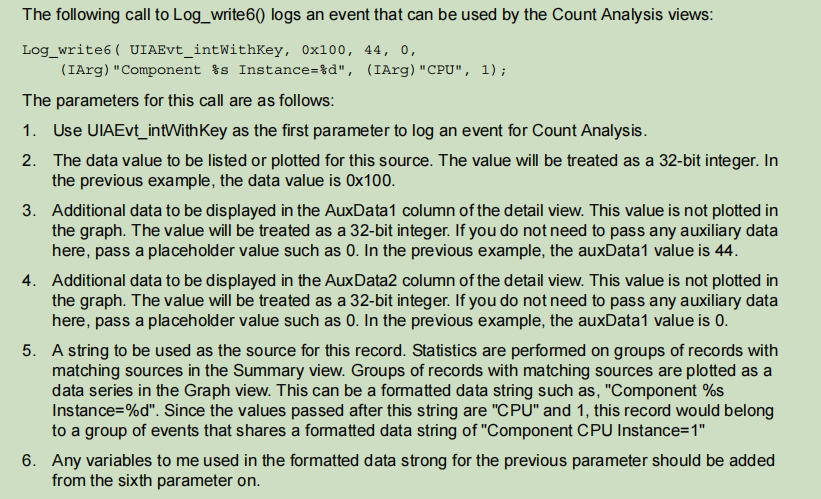 The following call to Log_write6() logs an event that can be used by the Count Analysis views:
Log_write6( UIAEvt_intWithKey, 0x100, 44, 0,
(IArg)"Component %s Instance=%d", (IArg)"CPU", 1);
The parameters for this call are as follows:
1. Use UIAEvt_intWithKey as the first parameter to log an event for Count Analysis.
2. The data value to be listed or plotted for this source. The value will be treated as a 32-bit integer. In
the previous example, the data value is 0x100.
3. Additional data to be displayed in the AuxData1 column of the detail view. This value is not plotted in
the graph. The value will be treated as a 32-bit integer. If you do not need to pass any auxiliary data
here, pass a placeholder value such as 0. In the previous example, the auxData1 value is 44.
4. Additional data to be displayed in the AuxData2 column of the detail view. This value is not plotted in
the graph. The value will be treated as a 32-bit integer. If you do not need to pass any auxiliary data
here, pass a placeholder value such as 0. In the previous example, the auxData1 value is 0.
5. A string to be used as the source for this record. Statistics are performed on groups of records with
matching sources in the Summary view. Groups of records with matching sources are plotted as a
data series in the Graph view. This can be a formatted data string such as, "Component %s
Instance=%d". Since the values passed after this string are "CPU" and 1, this record would belong
to a group of events that shares a formatted data string of "Component CPU Instance=1"
6. Any variables to me used in the formatted data strong for the previous parameter should be added
from the sixth parameter on.